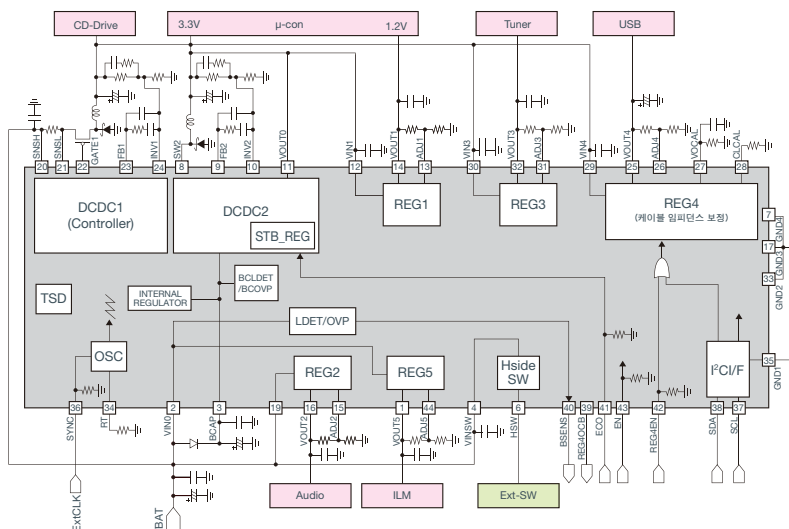 CD-Drive
3.3V μ-con 1.2V
Tuner
USB
SNSH
SNSL
GATE1
FB1
INV1
SW2
FB2
INV2
VOUT0
VIN1
VOUT1
ADJ1
VIN3
VOUT3
ADJ3
VIN4
VOUT4
ADJ4
VOCAL
CLCAL
20
21
22
23
24
8
9
10
11
12
14
13
30
32
31
29
25
26
27
28
DCDC1
(Controller)
DCDC2
STB_REG
REG1
REG3
REG4
(케이블 임피던스 보정)
7
GND4
17
GND3
33
GND2
35
GND1
TSD
INTERNAL
REGULATOR
BCLDET
/BCOVP
LDET/OVP
OSC
REG2
REG5
Hside
SW
I²CI/F
36
34
2
3
19
16
15
1
44
4
6
40
39
41
43
42
38
37
SYNC
RT
VIN0
BCAP
VOUT2
ADJ2
VOUT5
ADJ5
VINSW
HSW
BSENS
REG4OCB
ECO
EN
REG4EN
SDA
SCL
Audio
ILM
Ext-SW
ExtCLK
BAT